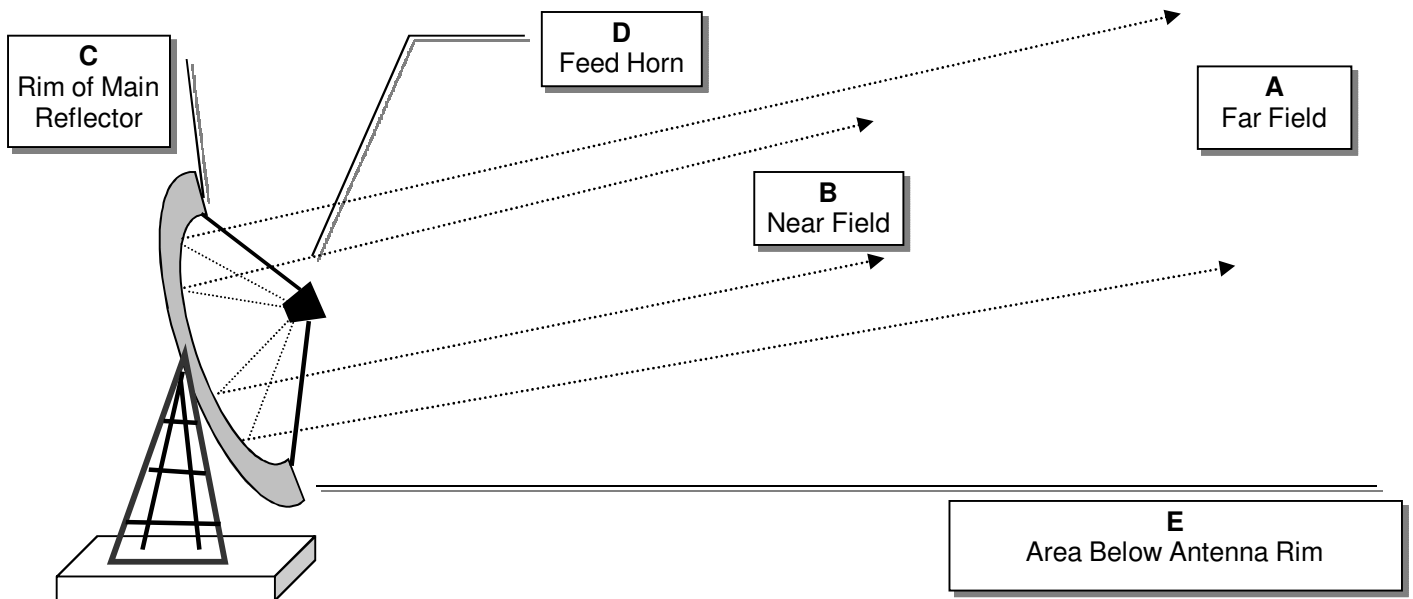 C
Rim of Main
Reflector
D
Feed Horn
A
Far Field
B
Near Field
E
Area Below Antenna Rim